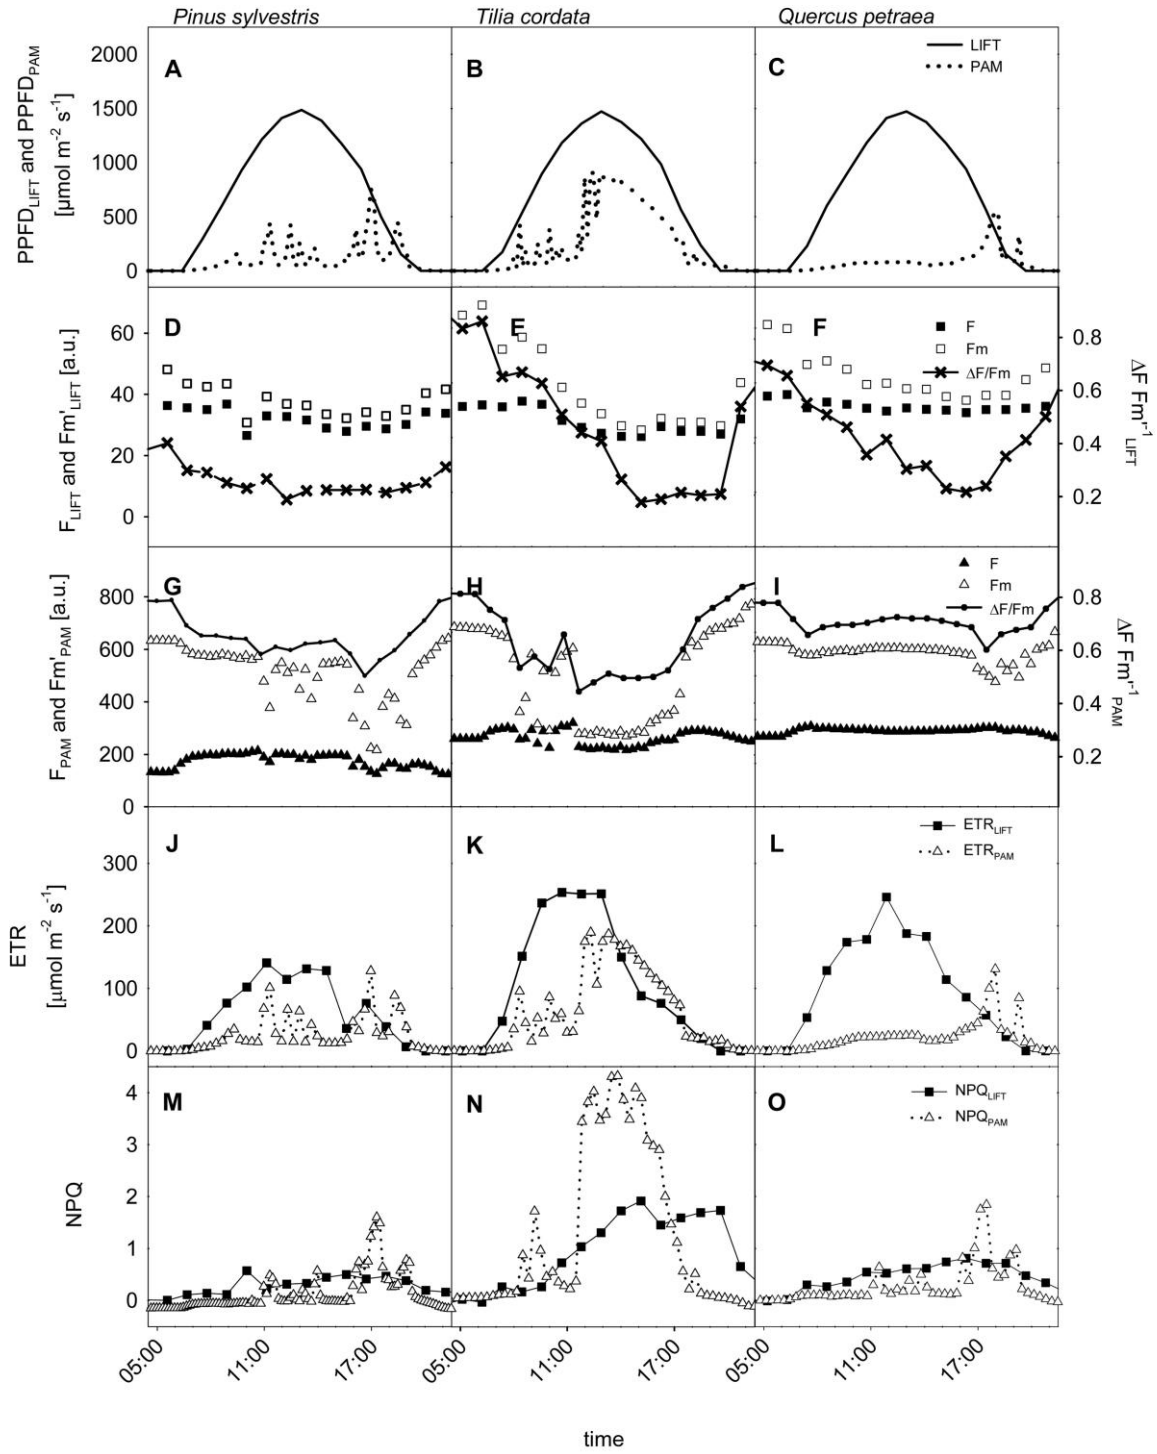 Pinus sylvestris Tilia cordata Quercus petraea
PPFD_LIFT and PPFD_PAM
[µmol m⁻² s⁻¹]
2000
1500
1000
500
0
A
B
C
LIFT
PAM
F_LIFT and Fm'_LIFT [a.u.]
60
40
20
0
D
E
F
F
Fm
ΔF/Fm
0.8
0.6
0.4
0.2
ΔF Fm'⁻¹ _LIFT
F_PAM and Fm'_PAM [a.u.]
800
600
400
200
0
G
H
I
F
Fm
ΔF/Fm
0.8
0.6
0.4
0.2
ΔF Fm'⁻¹ _PAM
ETR
[µmol m⁻² s⁻¹]
300
200
100
0
J
K
L
ETR_LIFT
ETR_PAM
NPQ
4
3
2
1
0
M
N
O
NPQ_LIFT
NPQ_PAM
05:00 11:00 17:00 05:00 11:00 17:00 05:00 11:00 17:00
time